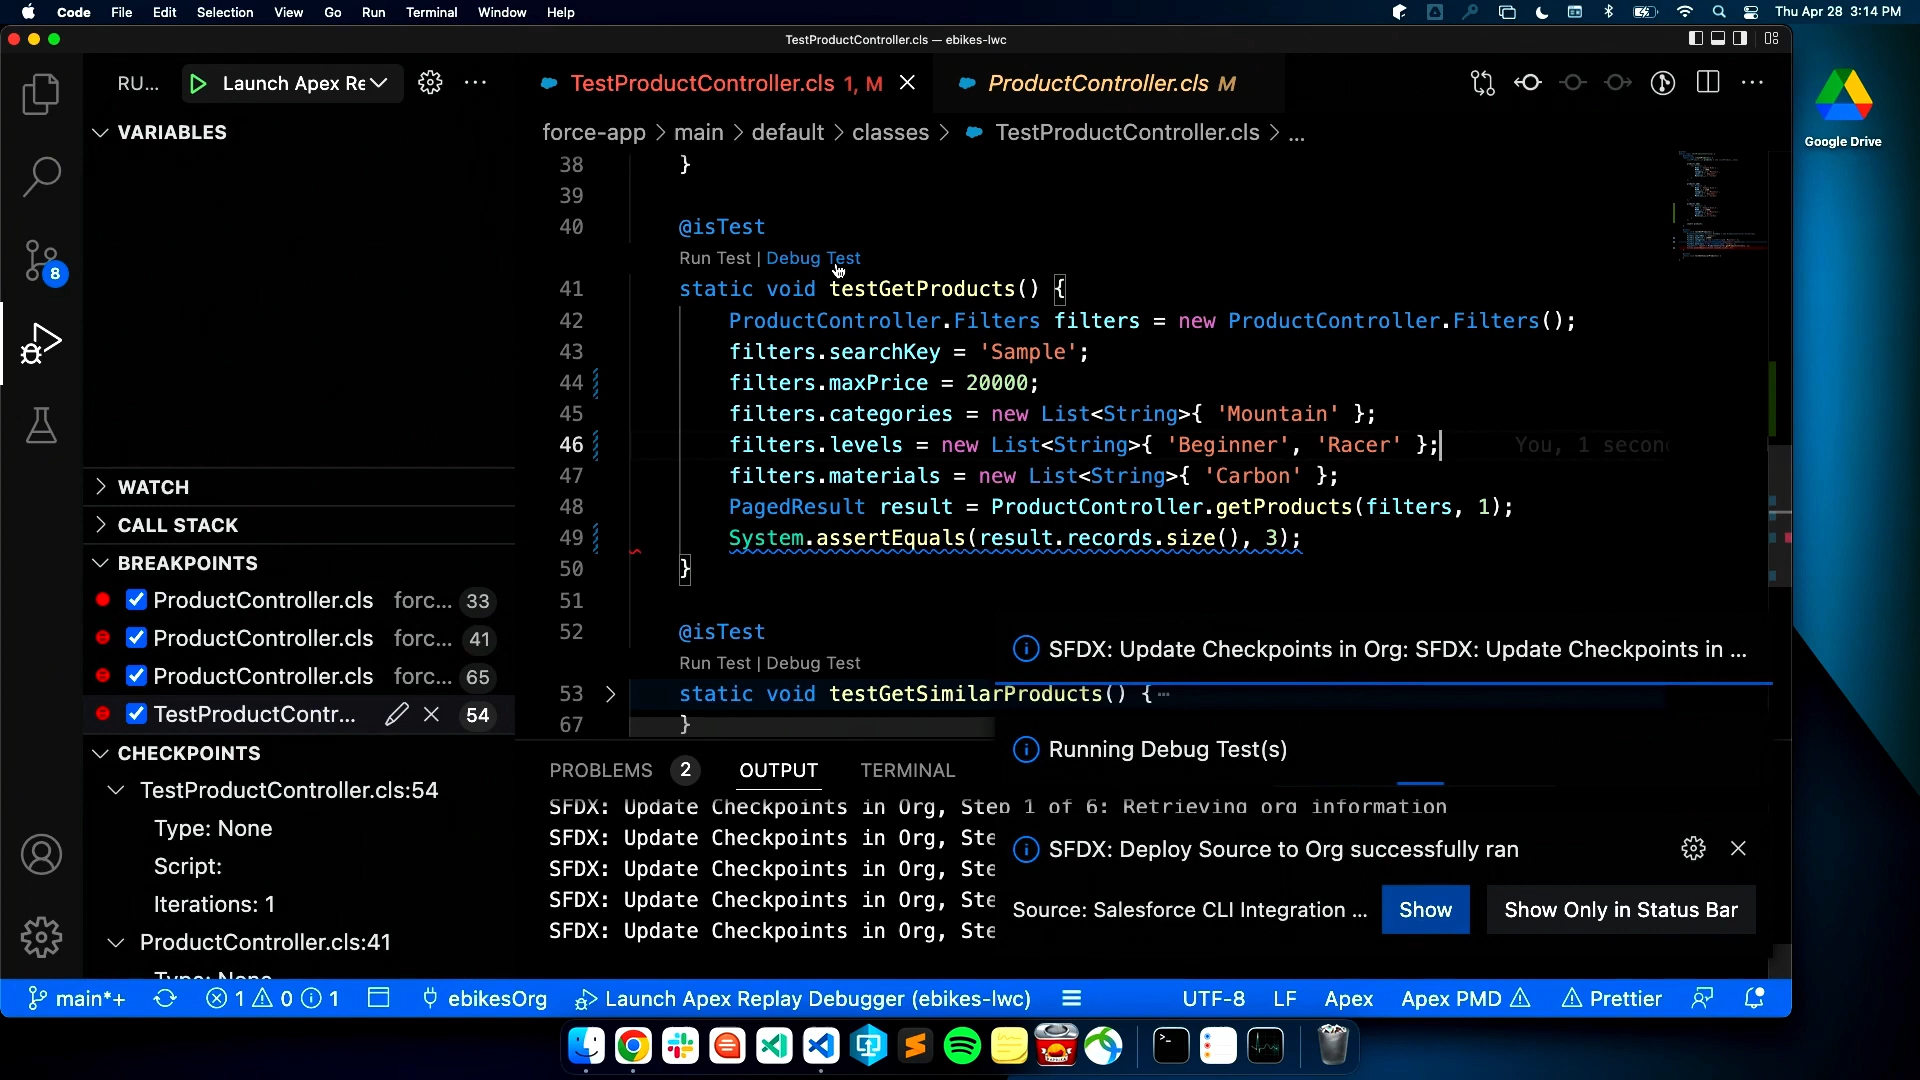 Code File Edit Selection View Go Run Terminal Window Help
Thu Apr 28 3:14 PM
TestProductController.cls — ebikes-lwc
RU... Launch Apex Re
TestProductController.cls 1, M
ProductController.cls M
Google Drive
VARIABLES
force-app > main > default > classes > TestProductController.cls > ...
38 }
39
40 @isTest
Run Test | Debug Test
41 static void testGetProducts() {
42 ProductController.Filters filters = new ProductController.Filters();
43 filters.searchKey = 'Sample';
44 filters.maxPrice = 20000;
45 filters.categories = new List<String>{ 'Mountain' };
46 filters.levels = new List<String>{ 'Beginner', 'Racer' }; You, 1 secon
47 filters.materials = new List<String>{ 'Carbon' };
48 PagedResult result = ProductController.getProducts(filters, 1);
49 System.assertEquals(result.records.size(), 3);
50 }
51
52 @isTest
Run Test | Debug Test
53 static void testGetSimilarProducts() {
67 }
8
WATCH
CALL STACK
BREAKPOINTS
ProductController.cls forc... 33
ProductController.cls forc... 41
ProductController.cls forc... 65
TestProductContr... 54
CHECKPOINTS
TestProductController.cls:54
Type: None
Script:
Iterations: 1
ProductController.cls:41
Type: None
SFDX: Update Checkpoints in Org: SFDX: Update Checkpoints in ...
Running Debug Test(s)
SFDX: Deploy Source to Org successfully ran
Source: Salesforce CLI Integration ... Show Show Only in Status Bar
PROBLEMS 2 OUTPUT TERMINAL
SFDX: Update Checkpoints in Org, Step 1 of 6: Retrieving org information
SFDX: Update Checkpoints in Org, Ste
SFDX: Update Checkpoints in Org, Ste
SFDX: Update Checkpoints in Org, Ste
SFDX: Update Checkpoints in Org, Ste
main*+ 1 0 1 ebikesOrg Launch Apex Replay Debugger (ebikes-lwc) UTF-8 LF Apex Apex PMD Prettier